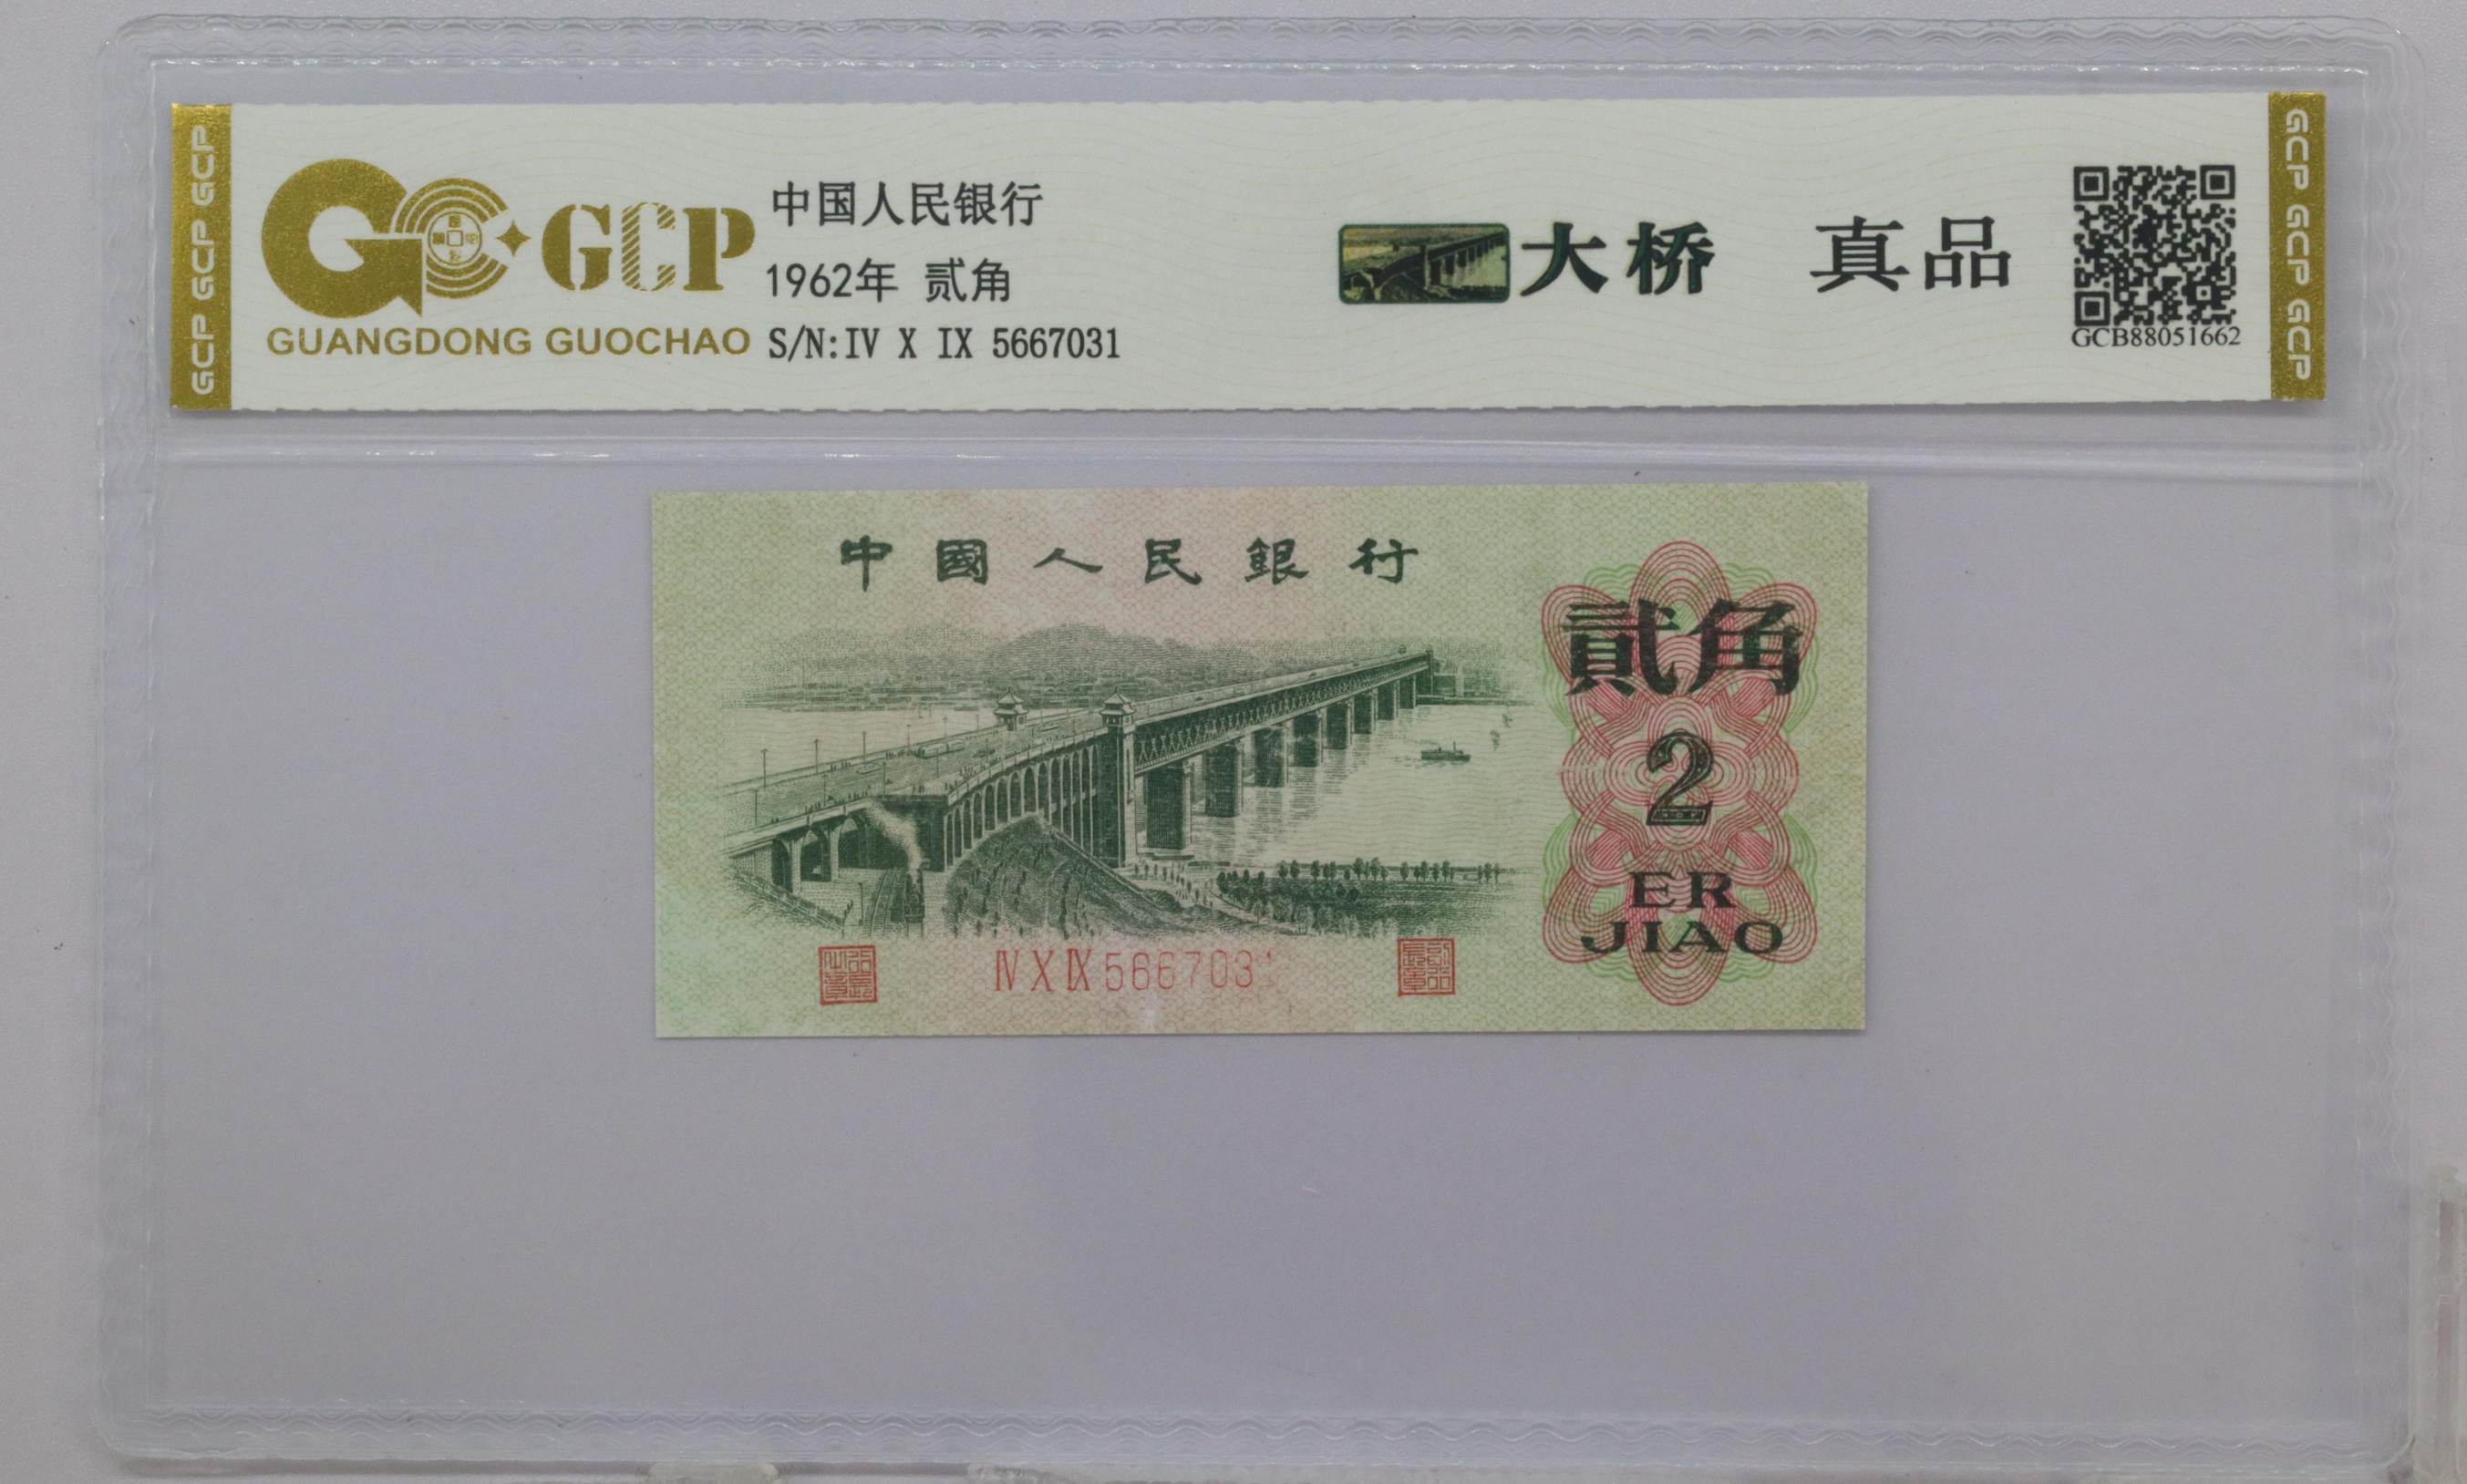 GCP GCP GCP
GCP
GUANGDONG GUOCHAO
中国人民银行
1962年 贰角
S/N:IV X IX 5667031
大桥 真品
GCB88051662
GCP GCP GCP
中國人民銀行
貳角
2
ER
JIAO
Ⅳ Ⅹ Ⅸ 5667031